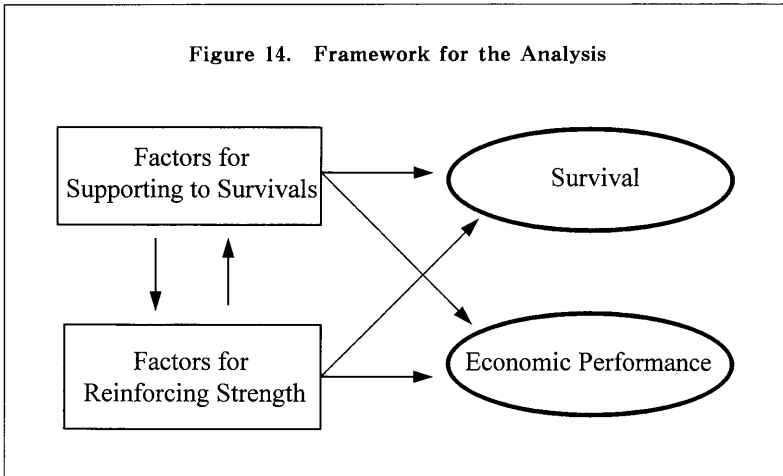 Figure 14. Framework for the Analysis
Factors for
Supporting to Survivals
Survival
Factors for
Reinforcing Strength
Economic Performance